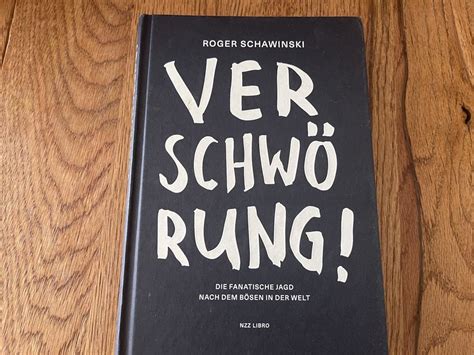 ROGER SCHAWINSKI
VER
SCHWÖ
RUNG!
DIE FANATISCHE JAGD
NACH DEM BÖSEN IN DER WELT
NZZ LIBRO